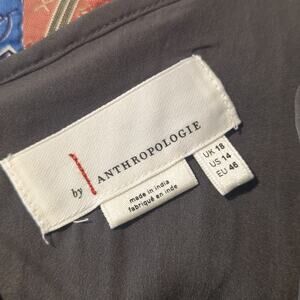 by ANTHROPOLOGIE
made in india
fabriqué en inde
UK 18
US 14
EU 46